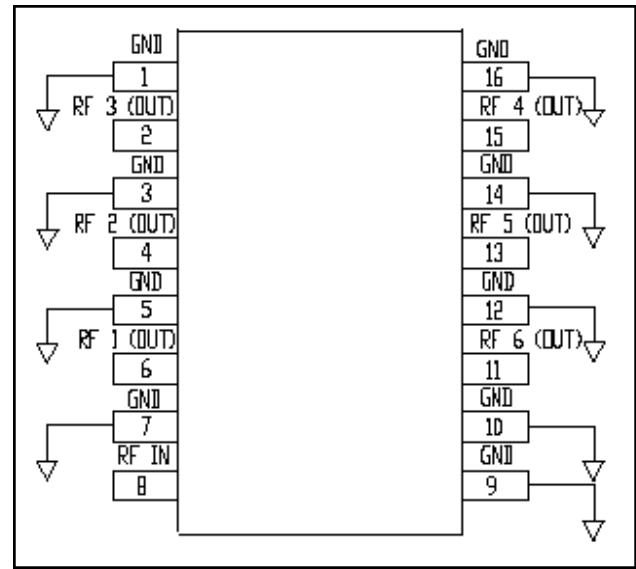 GND
1
RF 3 (OUT)
2
GND
3
RF 2 (OUT)
4
GND
5
RF 1 (OUT)
6
GND
7
RF IN
8
GND
16
RF 4 (OUT)
15
GND
14
RF 5 (OUT)
13
GND
12
RF 6 (OUT)
11
GND
10
GND
9